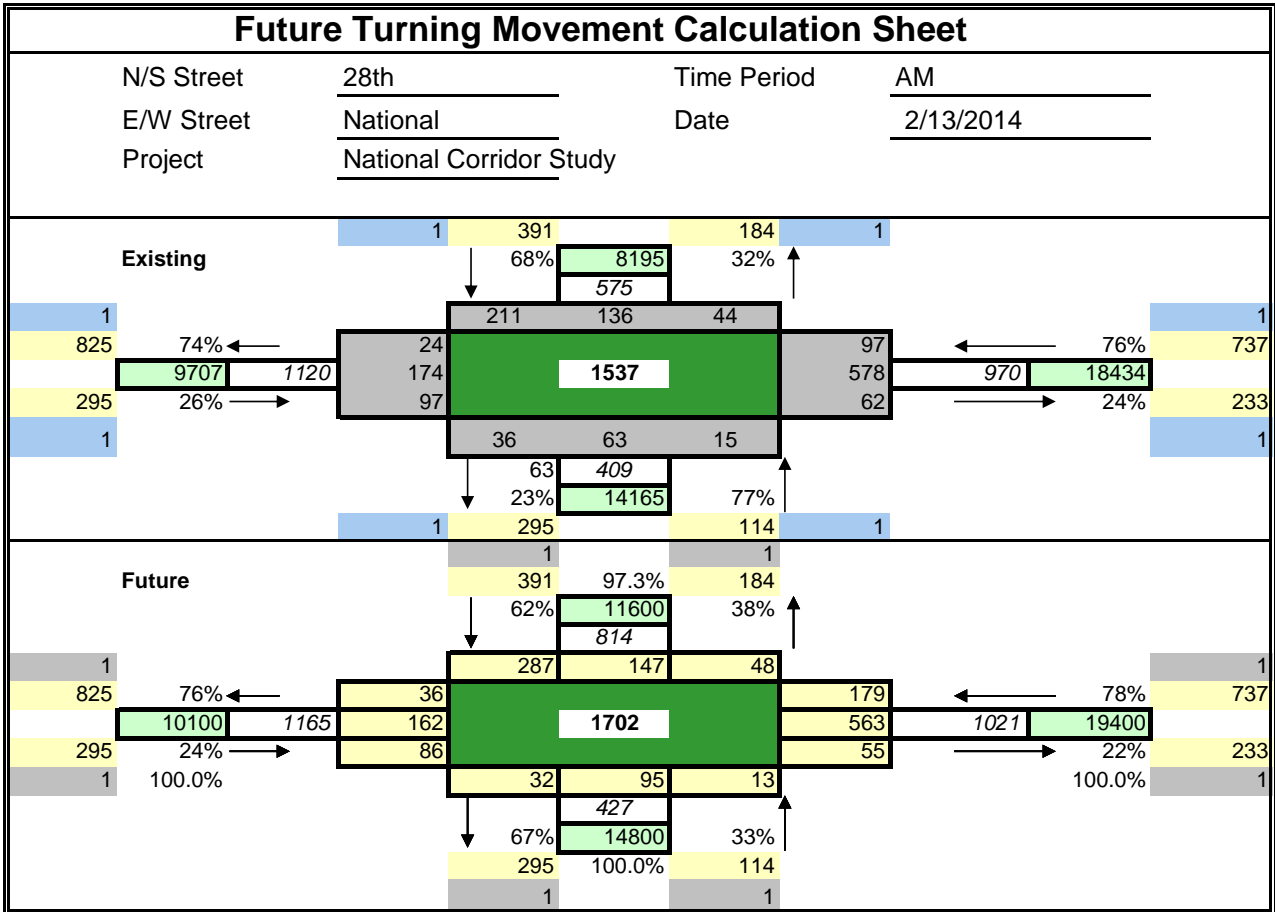 Future Turning Movement Calculation Sheet
N/S Street 28th Time Period AM
E/W Street National Date 2/13/2014
Project National Corridor Study
1 391 184 1
Existing 68% 8195 32%
575
1 211 136 44 1
825 74% 24 97 76% 737
9707 1120 174 1537 578 970 18434
295 26% 97 62 24% 233
1 36 63 15 1
63 409
23% 14165 77%
1 295 114 1
1 1
Future 391 97.3% 184
62% 11600 38%
814
1 287 147 48 1
825 76% 36 179 78% 737
10100 1165 162 1702 563 1021 19400
295 24% 86 55 22% 233
1 100.0% 32 95 13 100.0% 1
427
67% 14800 33%
295 100.0% 114
1 1